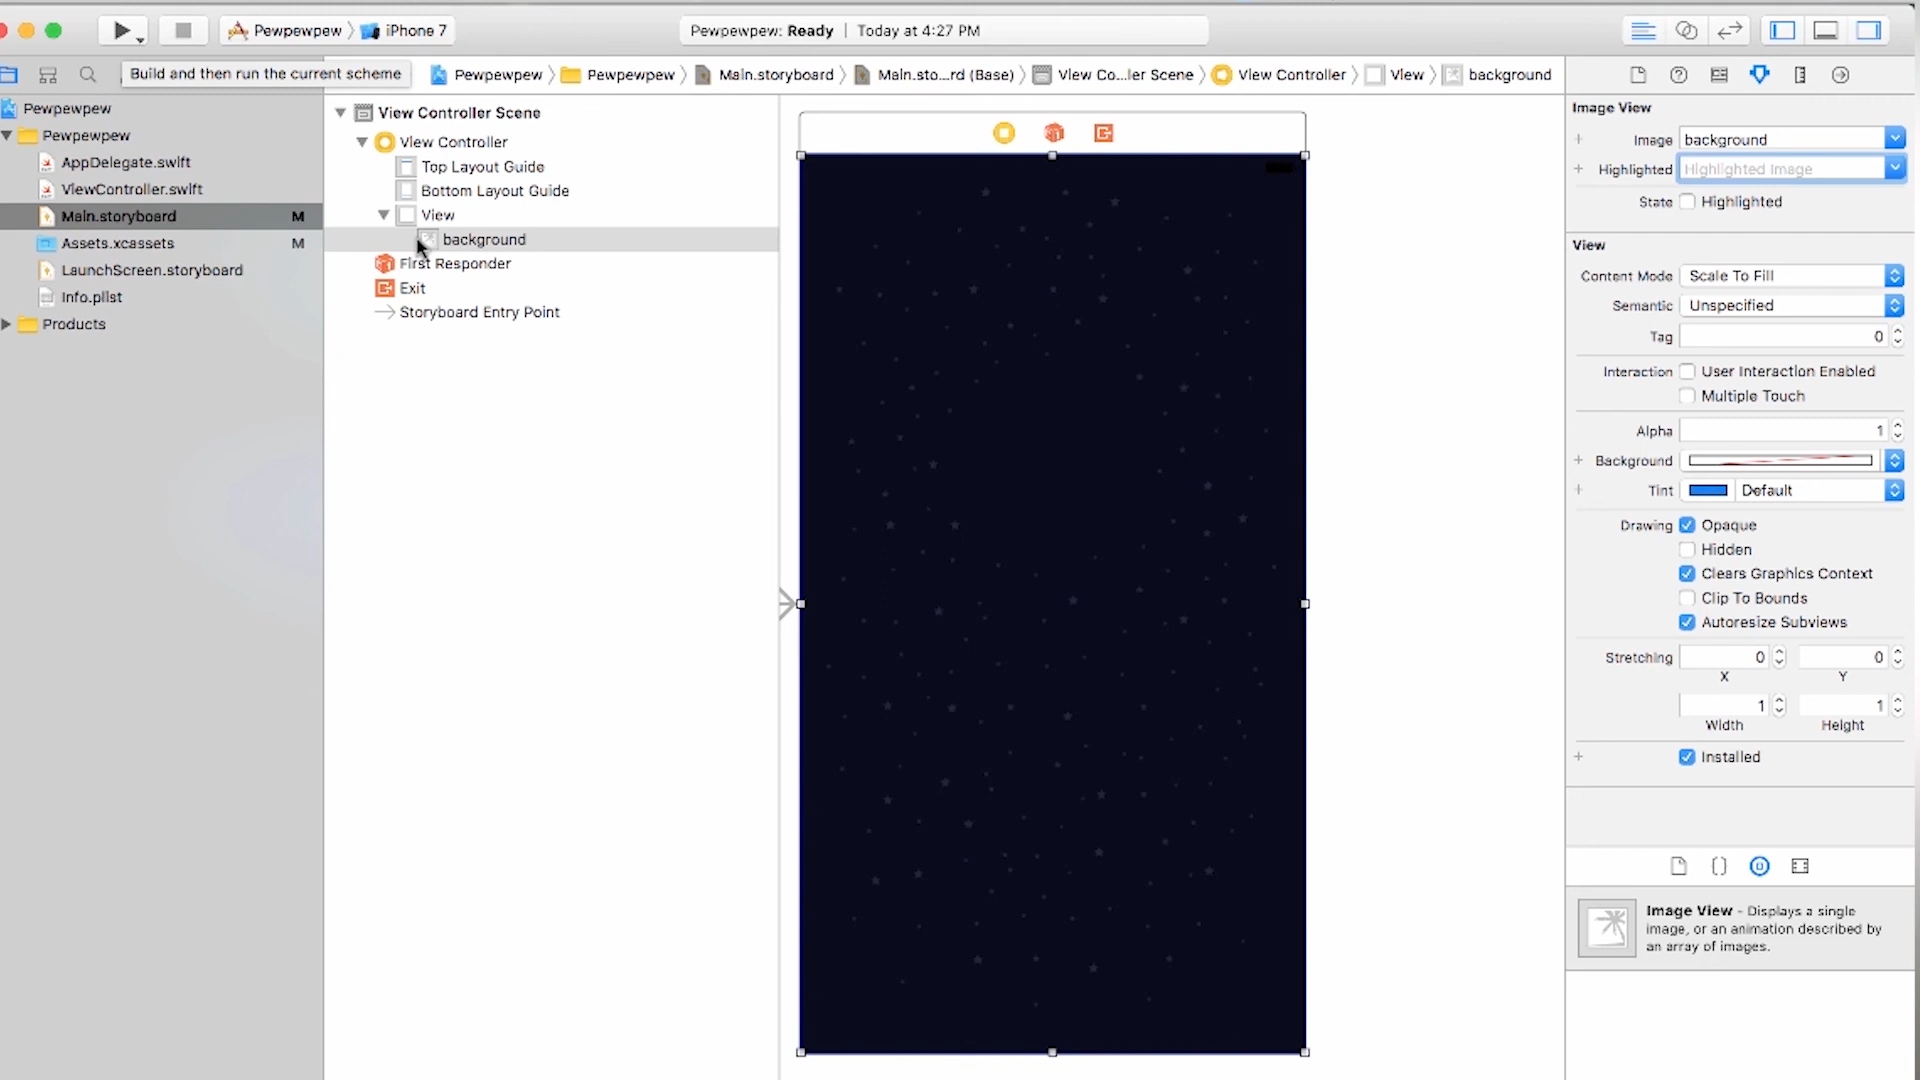 Pewpewpew 〉 iPhone 7
Pewpewpew: Ready | Today at 4:27 PM
Build and then run the current scheme
Pewpewpew 〉 Pewpewpew 〉 Main.storyboard 〉 Main.sto...rd (Base) 〉 View Co...ler Scene 〉 View Controller 〉 View 〉 background
Pewpewpew
Pewpewpew
AppDelegate.swift
ViewController.swift
Main.storyboard M
Assets.xcassets M
LaunchScreen.storyboard
Info.plist
Products
View Controller Scene
View Controller
Top Layout Guide
Bottom Layout Guide
View
background
First Responder
Exit
Storyboard Entry Point
Image View
+ Image background
+ Highlighted Highlighted Image
State Highlighted
View
Content Mode Scale To Fill
Semantic Unspecified
Tag 0
Interaction User Interaction Enabled
Multiple Touch
Alpha 1
+ Background
+ Tint Default
Drawing Opaque
Hidden
Clears Graphics Context
Clip To Bounds
Autoresize Subviews
Stretching 0 0
X Y
1 1
Width Height
+ Installed
Image View - Displays a single
image, or an animation described by
an array of images.